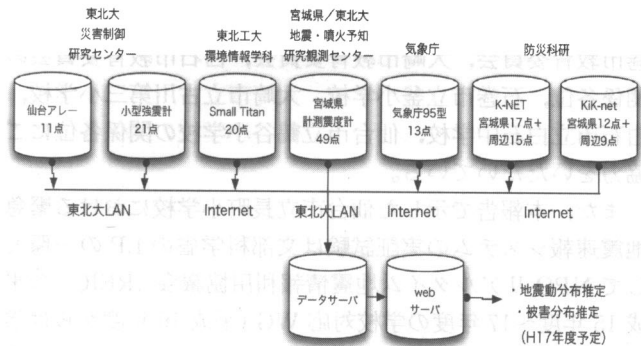 東北大
災害制御
研究センター
東北工大
環境情報学科
宮城県/東北大
地震・噴火予知
研究観測センター
気象庁
防災科研
仙台アレー
11点
小型強震計
21点
Small Titan
20点
宮城県
計測震度計
49点
気象庁95型
13点
K-NET
宮城県17点+
周辺15点
KiK-net
宮城県12点+
周辺9点
東北大LAN
Internet
東北大LAN
Internet
Internet
データサーバ
web
サーバ
・地震動分布推定
・被害分布推定
(H17年度予定)